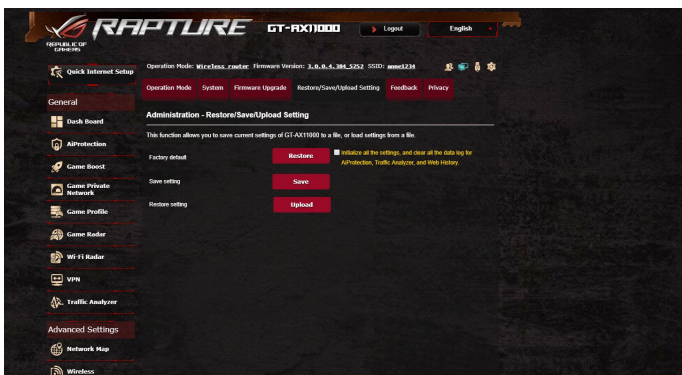 RAPTURE GT-AX11000 Logout English
REPUBLIC OF
GAMERS
Quick Internet Setup
Operation Mode: Wireless router Firmware Version: 3.0.0.4.384_5252 SSID: anne1234
Operation Mode System Firmware Upgrade Restore/Save/Upload Setting Feedback Privacy
General
Dash Board
AiProtection
Game Boost
Game Private
Network
Game Profile
Game Radar
Wi-Fi Radar
VPN
Traffic Analyzer
Advanced Settings
Network Map
Wireless
Administration - Restore/Save/Upload Setting
This function allows you to save current settings of GT-AX11000 to a file, or load settings from a file.
Factory default Restore Initialize all the settings, and clear all the data log for
AiProtection, Traffic Analyzer, and Web History.
Save setting Save
Restore setting Upload